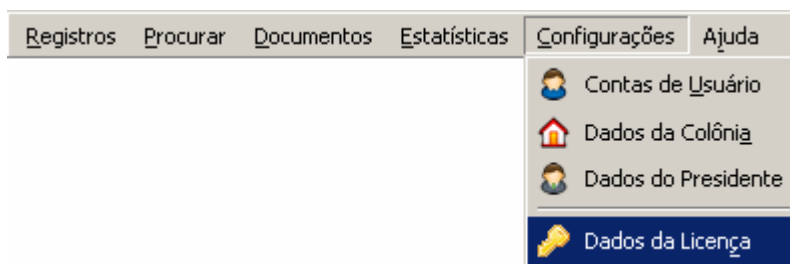 Registros Procurar Documentos Estatísticas Configurações Ajuda
Contas de Usuário
Dados da Colônia
Dados do Presidente
Dados da Licença